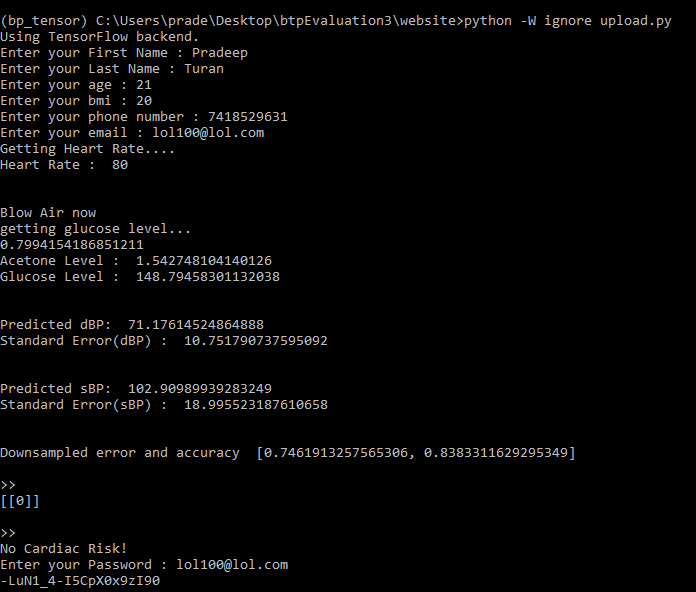 (bp_tensor) C:\Users\prade\Desktop\btpEvaluation3\website>python -W ignore upload.py
Using TensorFlow backend.
Enter your First Name : Pradeep
Enter your Last Name : Turan
Enter your age : 21
Enter your bmi : 20
Enter your phone number : 7418529631
Enter your email : lol100@lol.com
Getting Heart Rate....
Heart Rate :  80
Blow Air now
getting glucose level...
0.7994154186851211
Acetone Level :  1.542748104140126
Glucose Level :  148.79458301132038
Predicted dBP:  71.17614524864888
Standard Error(dBP) :  10.751790737595092
Predicted sBP:  102.90989939283249
Standard Error(sBP) :  18.995523187610658
Downsampled error and accuracy  [0.7461913257565306, 0.8383311629295349]
>>
[[0]]
>>
No Cardiac Risk!
Enter your Password : lol100@lol.com
-LuN1_4-I5CpX0x9zI90